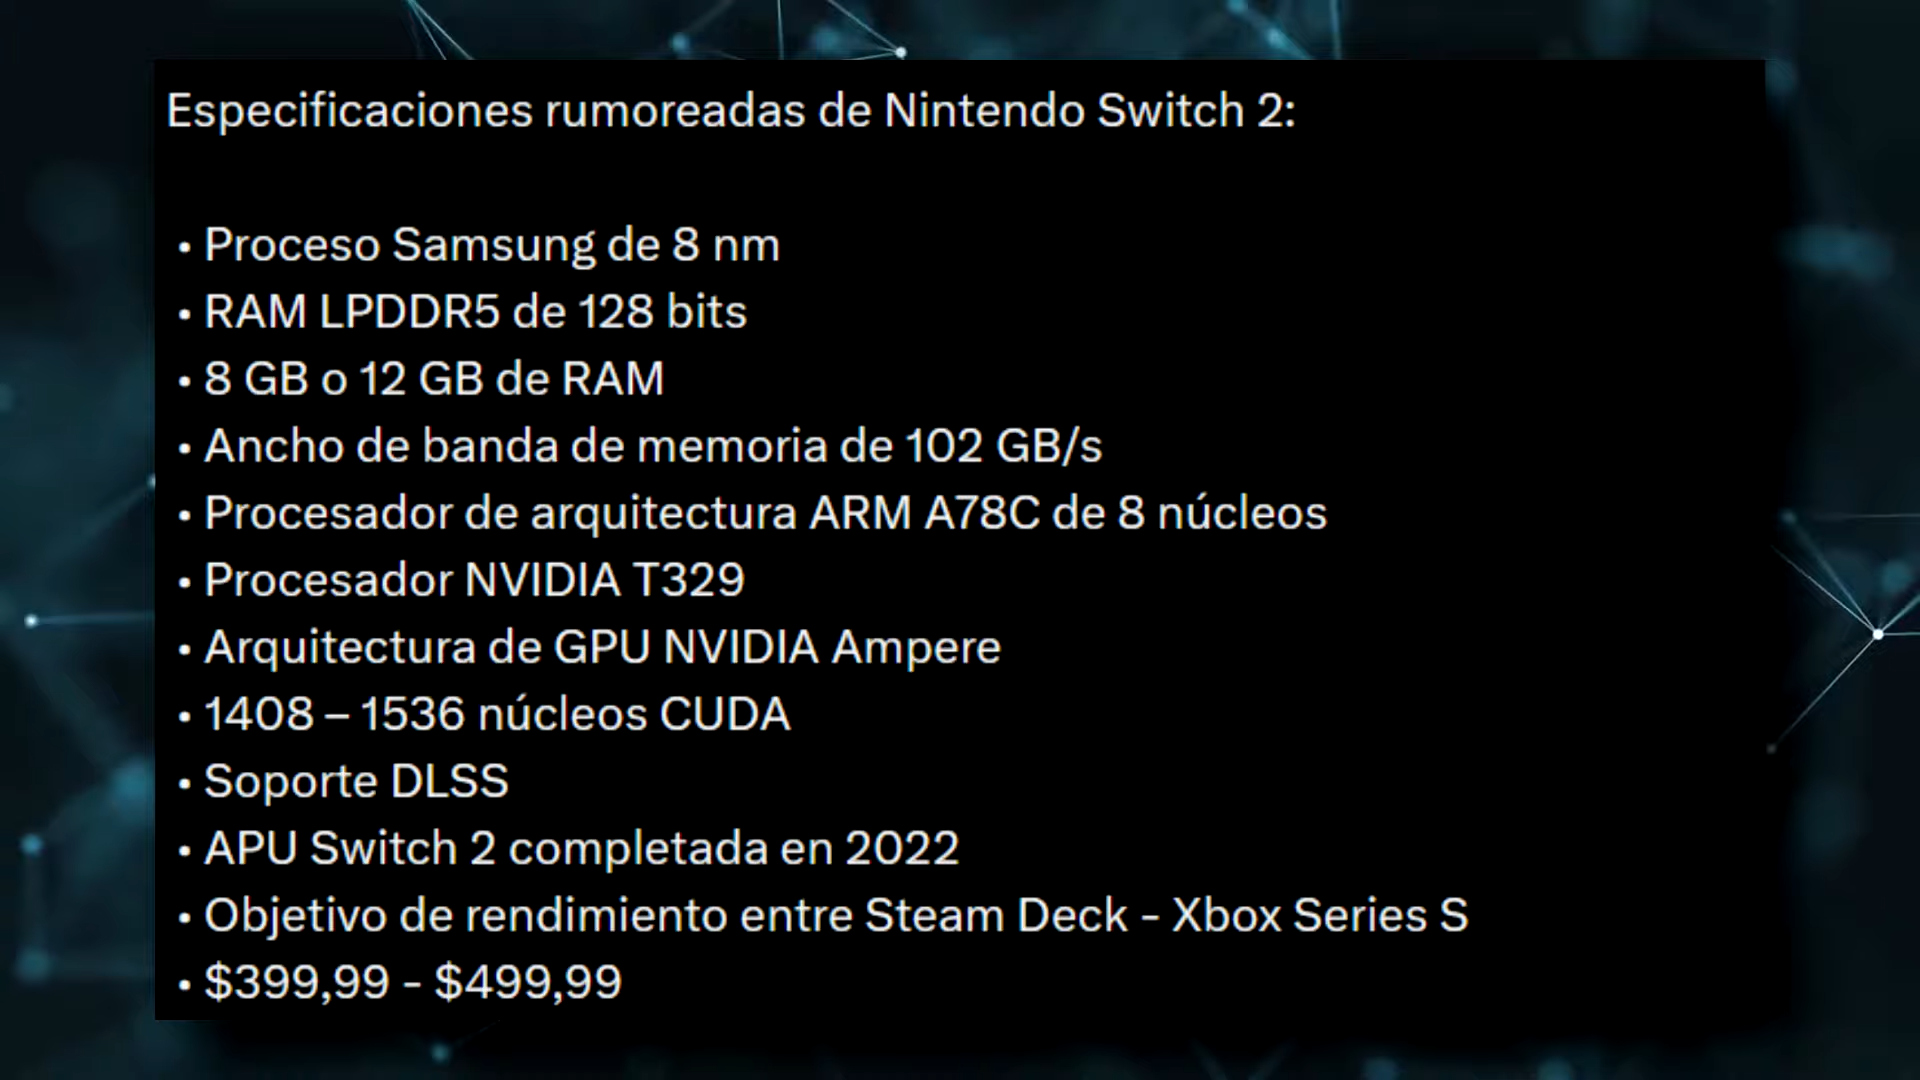 Especificaciones rumoreadas de Nintendo Switch 2:
• Proceso Samsung de 8 nm
• RAM LPDDR5 de 128 bits
• 8 GB o 12 GB de RAM
• Ancho de banda de memoria de 102 GB/s
• Procesador de arquitectura ARM A78C de 8 núcleos
• Procesador NVIDIA T329
• Arquitectura de GPU NVIDIA Ampere
• 1408 – 1536 núcleos CUDA
• Soporte DLSS
• APU Switch 2 completada en 2022
• Objetivo de rendimiento entre Steam Deck - Xbox Series S
• $399,99 - $499,99